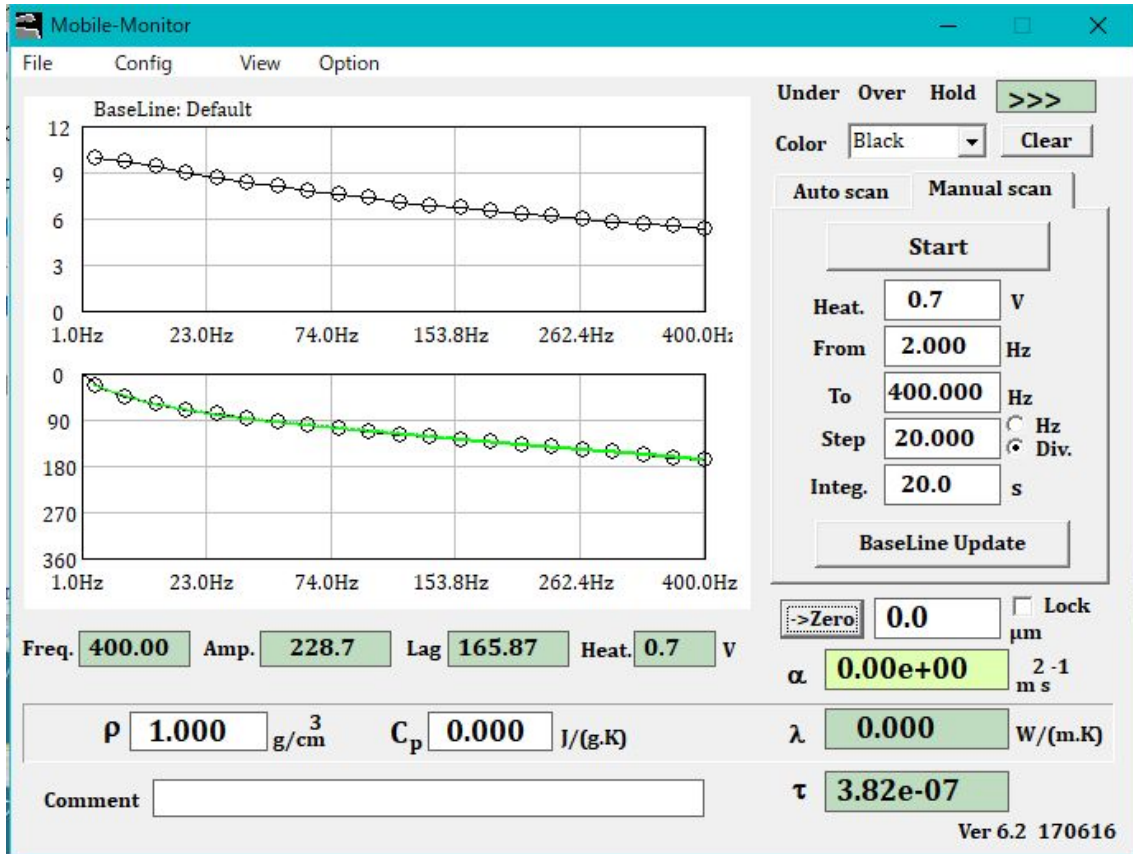 Mobile-Monitor
File Config View Option
BaseLine: Default
12
9
6
3
0
1.0Hz 23.0Hz 74.0Hz 153.8Hz 262.4Hz 400.0Hz
0
90
180
270
360
1.0Hz 23.0Hz 74.0Hz 153.8Hz 262.4Hz 400.0Hz
Under Over Hold >>>
Color Black Clear
Auto scan Manual scan
Start
Heat. 0.7 V
From 2.000 Hz
To 400.000 Hz
Step 20.000 Hz Div.
Integ. 20.0 s
BaseLine Update
->Zero 0.0 μm Lock
Freq. 400.00 Amp. 228.7 Lag 165.87 Heat. 0.7 V
α 0.00e+00 m² s⁻¹
ρ 1.000 g/cm³ Cp 0.000 J/(g.K)
λ 0.000 W/(m.K)
Comment
τ 3.82e-07
Ver 6.2 170616